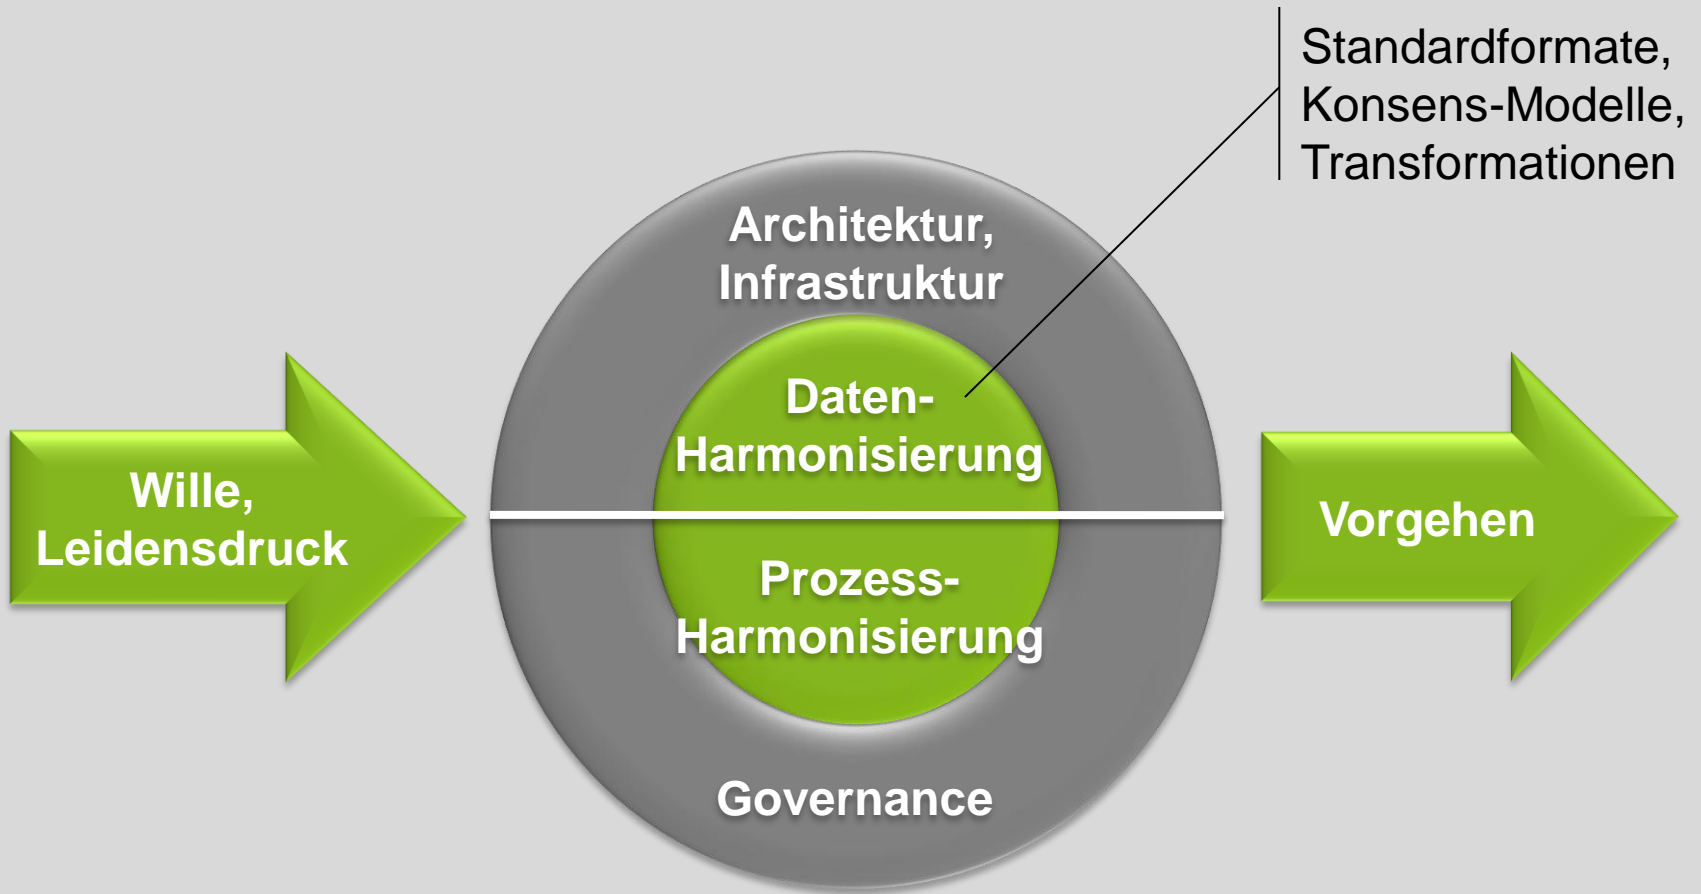 Standardformate,
Konsens-Modelle,
Transformationen
Architektur,
Infrastruktur
Daten-
Harmonisierung
Wille,
Leidensdruck
Vorgehen
Prozess-
Harmonisierung
Governance